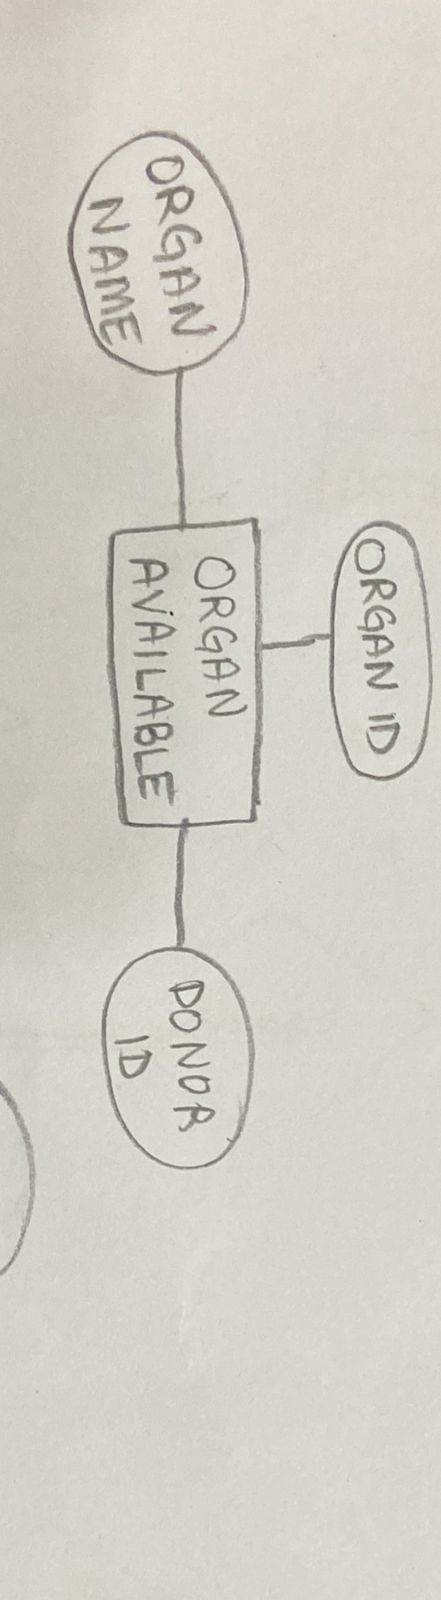 ORGAN ID
ORGAN
NAME
ORGAN
AVAILABLE
DONOR
ID